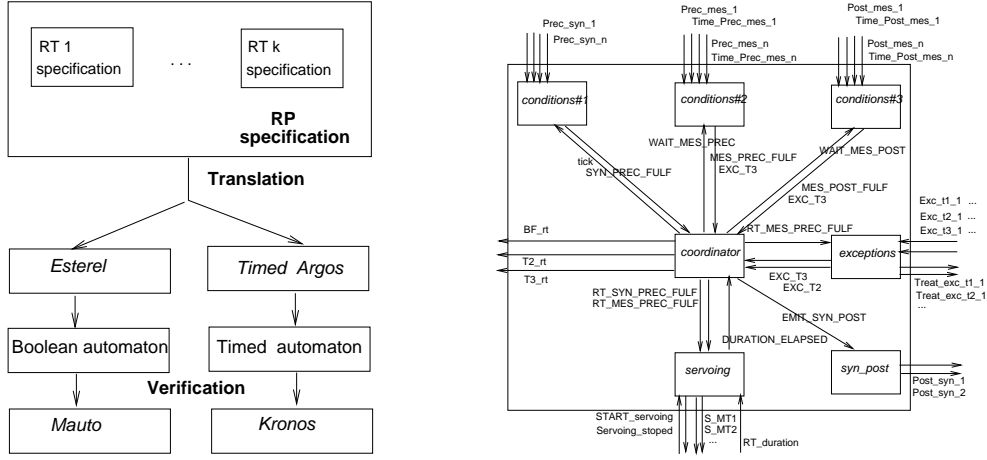 RT 1
specification
. . .
RT k
specification
RP
specification
Translation
Esterel
Timed Argos
Boolean automaton
Timed automaton
Verification
Mauto
Kronos
Prec_syn_1
Prec_syn_n
Prec_mes_1
Time_Prec_mes_1
Prec_mes_n
Time_Prec_mes_n
Post_mes_1
Time_Post_mes_1
Post_mes_n
Time_Post_mes_n
conditions#1
conditions#2
conditions#3
WAIT_MES_PREC
WAIT_MES_POST
tick
SYN_PREC_FULF
MES_PREC_FULF
EXC_T3
MES_POST_FULF
EXC_T3
BF_rt
T2_rt
T3_rt
coordinator
RT_MES_PREC_FULF
exceptions
Exc_t1_1 ...
Exc_t2_1 ...
Exc_t3_1 ...
EXC_T3
EXC_T2
Treat_exc_t1_1
Treat_exc_t2_1
...
RT_SYN_PREC_FULF
RT_MES_PREC_FULF
EMIT_SYN_POST
DURATION_ELAPSED
servoing
syn_post
Post_syn_1
Post_syn_2
START_servoing
Servoing_stoped
S_MT1
S_MT2
...
RT_duration